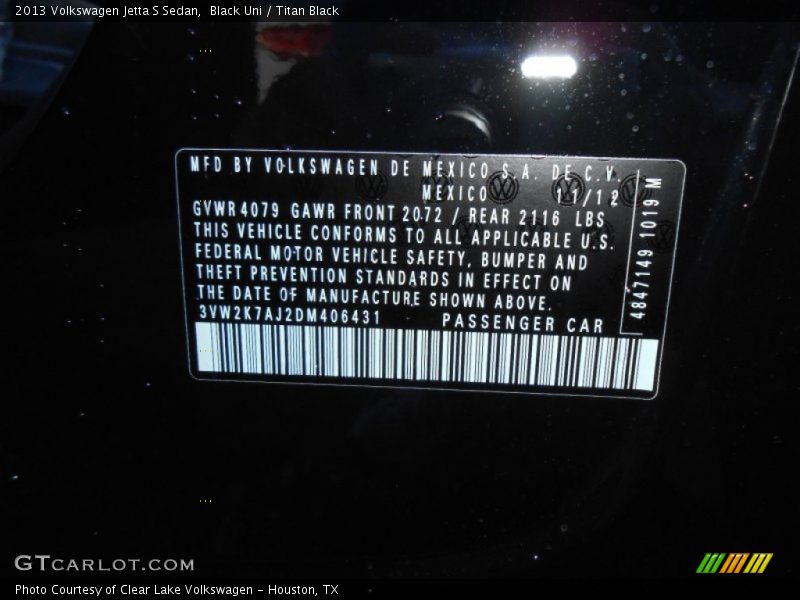 2013 Volkswagen Jetta S Sedan,  Black Uni / Titan Black
MFD BY VOLKSWAGEN DE MEXICO S.A. DE C.V.
MEXICO 11/12
GVWR 4079 GAWR FRONT 2072 / REAR 2116 LBS
THIS VEHICLE CONFORMS TO ALL APPLICABLE U.S.
FEDERAL MOTOR VEHICLE SAFETY, BUMPER AND
THEFT PREVENTION STANDARDS IN EFFECT ON
THE DATE OF MANUFACTURE SHOWN ABOVE.
3VW2K7AJ2DM406431 PASSENGER CAR
4847149 1019 M
GTCARLOT.COM
Photo Courtesy of Clear Lake Volkswagen – Houston, TX